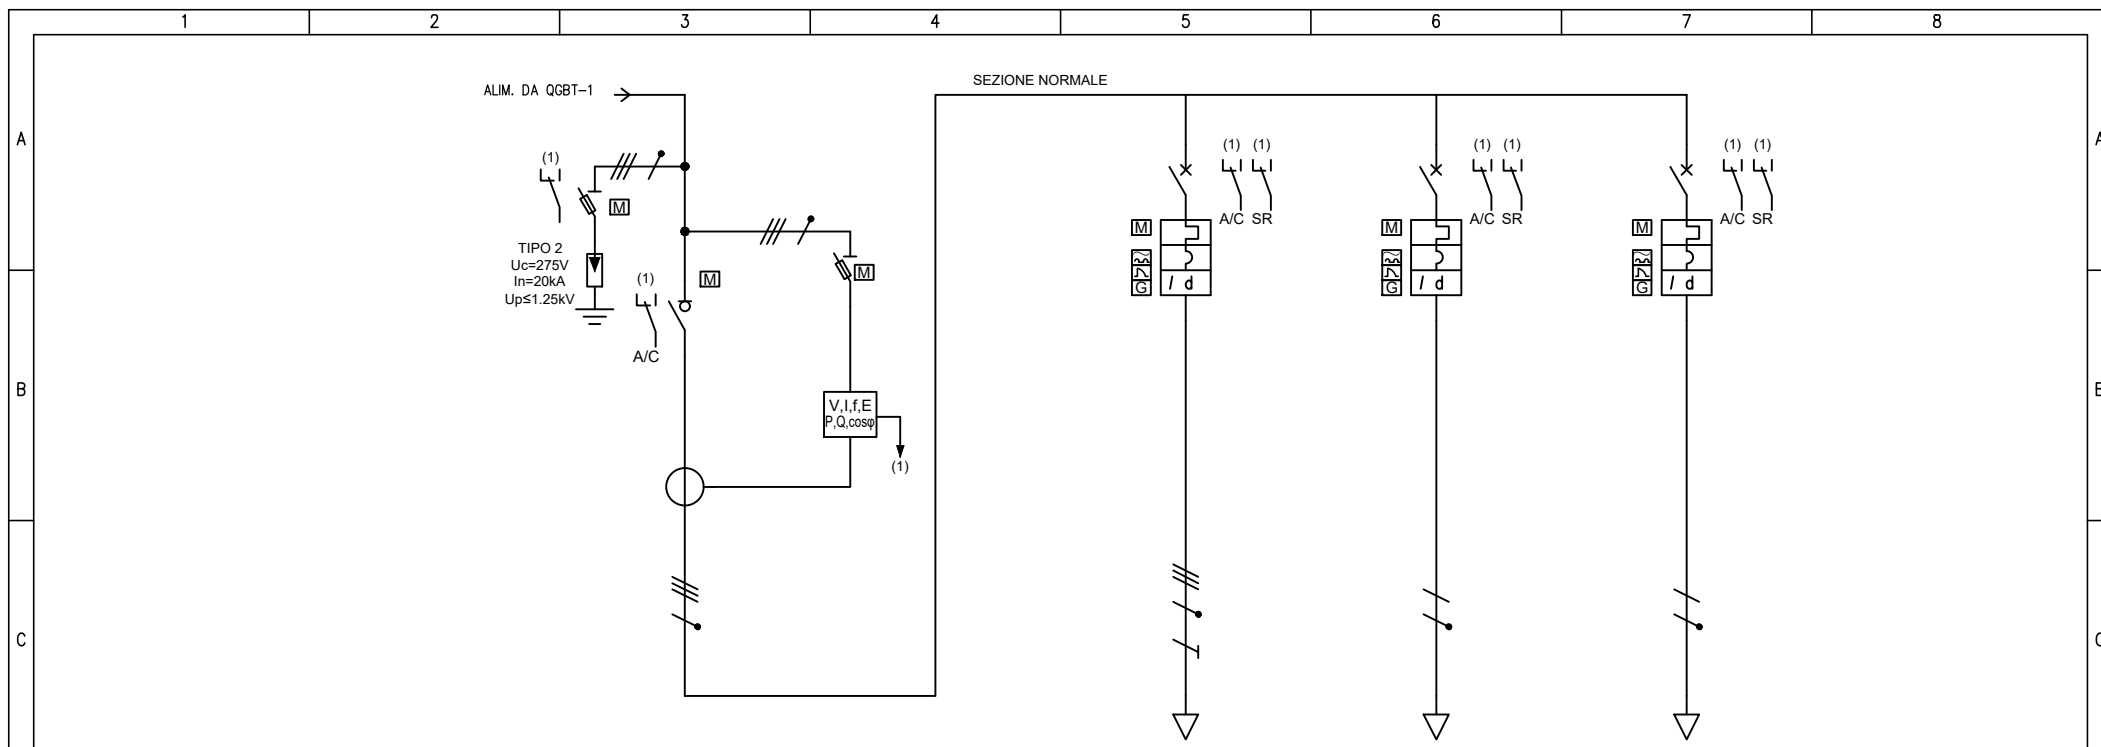 1 2 3 4 5 6 7 8
SEZIONE NORMALE
ALIM. DA QGBT-1
A A
(1) (1) (1) (1) (1) (1) (1)
M
A/C SR A/C SR A/C SR
M M M
TIPO 2
Uc=275V
In=20kA
Up≤1.25kV
(1) M M
I d I d I d
G G G
A/C
B B
V,I,f,E
P,Q,cosφ
(1)
C C